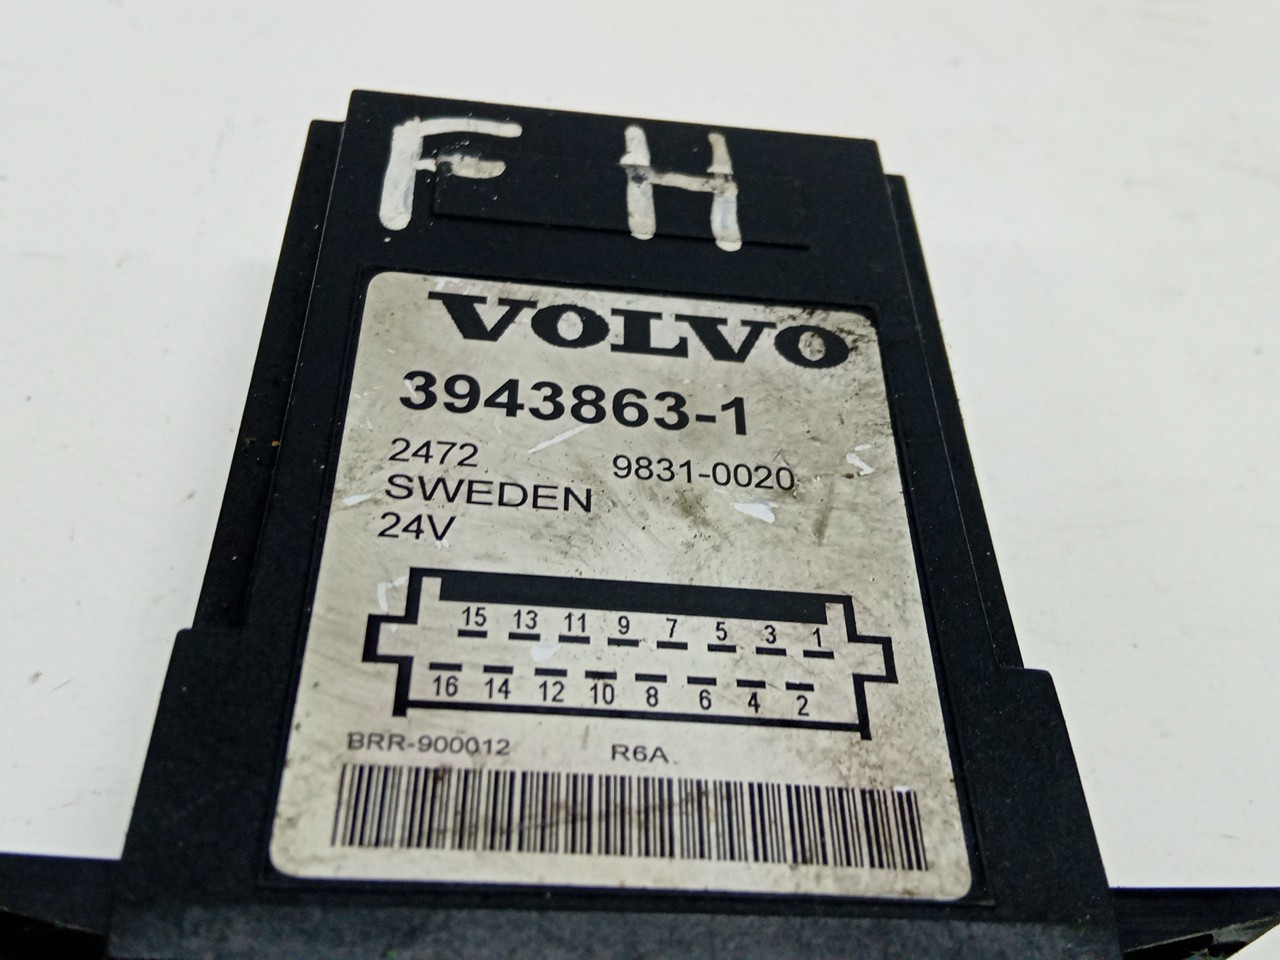 F H
VOLVO
3943863-1
2472 9831-0020
SWEDEN
24V
15 13 11 9 7 5 3 1
16 14 12 10 8 6 4 2
BRR-900012 R6A